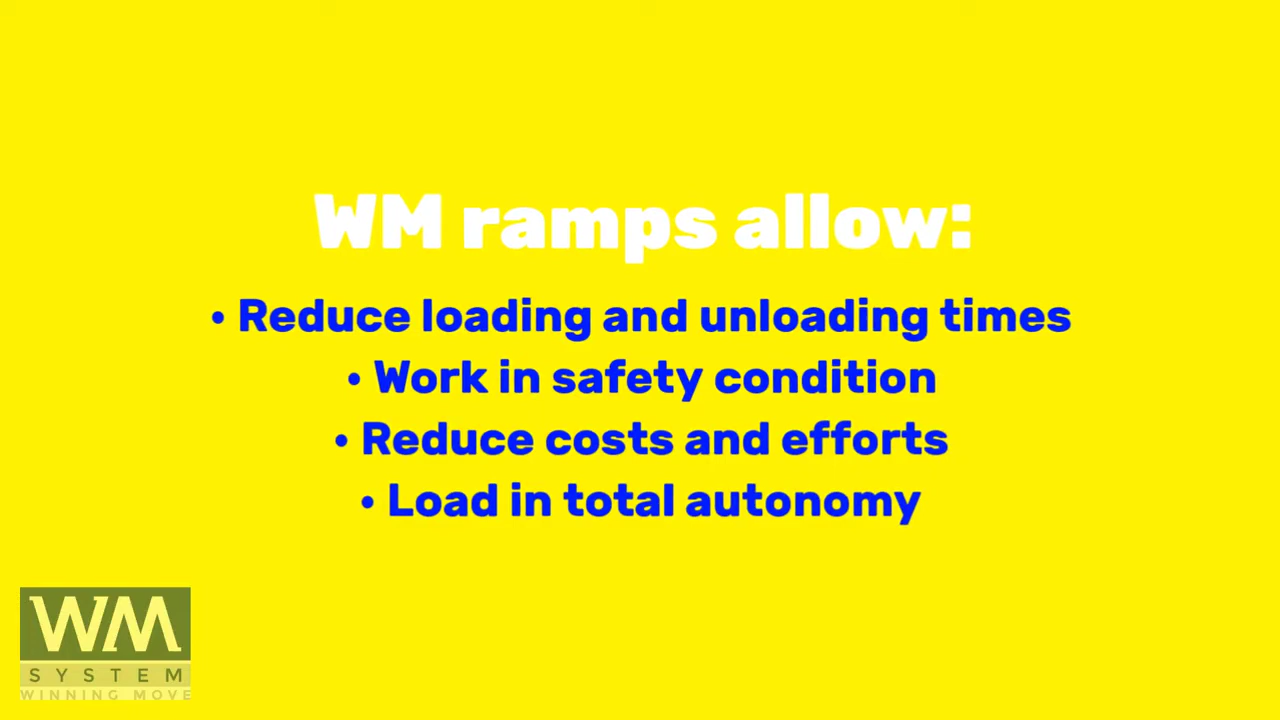 WM ramps allow:
• Reduce loading and unloading times
• Work in safety condition
• Reduce costs and efforts
• Load in total autonomy
WM
SYSTEM
WINNING MOVE